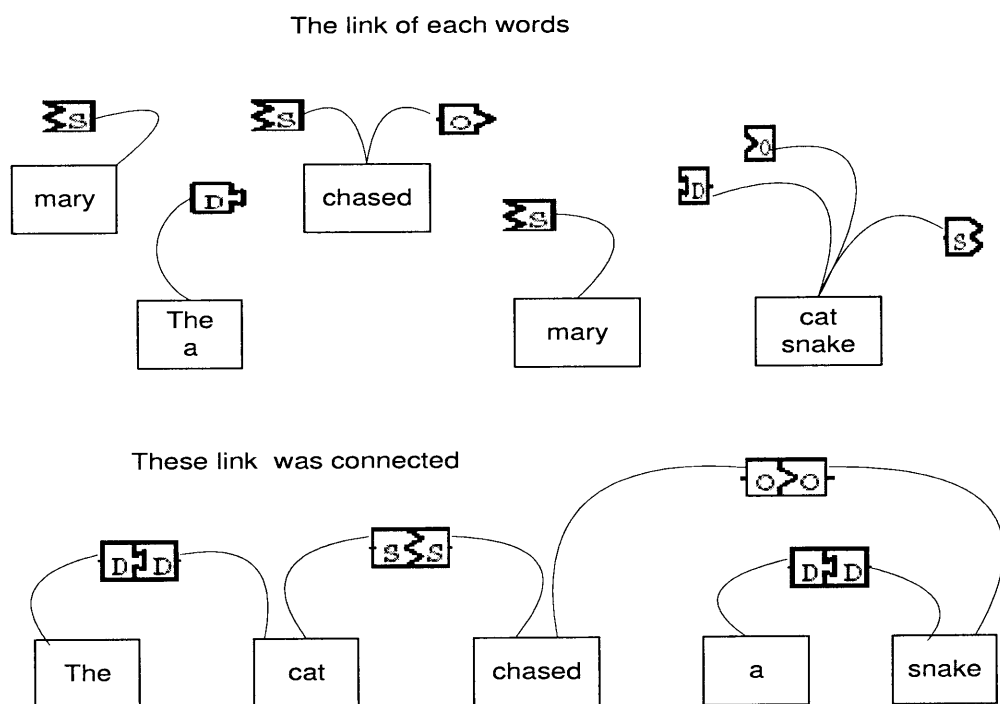 The link of each words
S
S
O
mary
D
chased
S
O
D
S
The
a
mary
cat
snake
These link was connected
O O
D D
S S
D D
The
cat
chased
a
snake